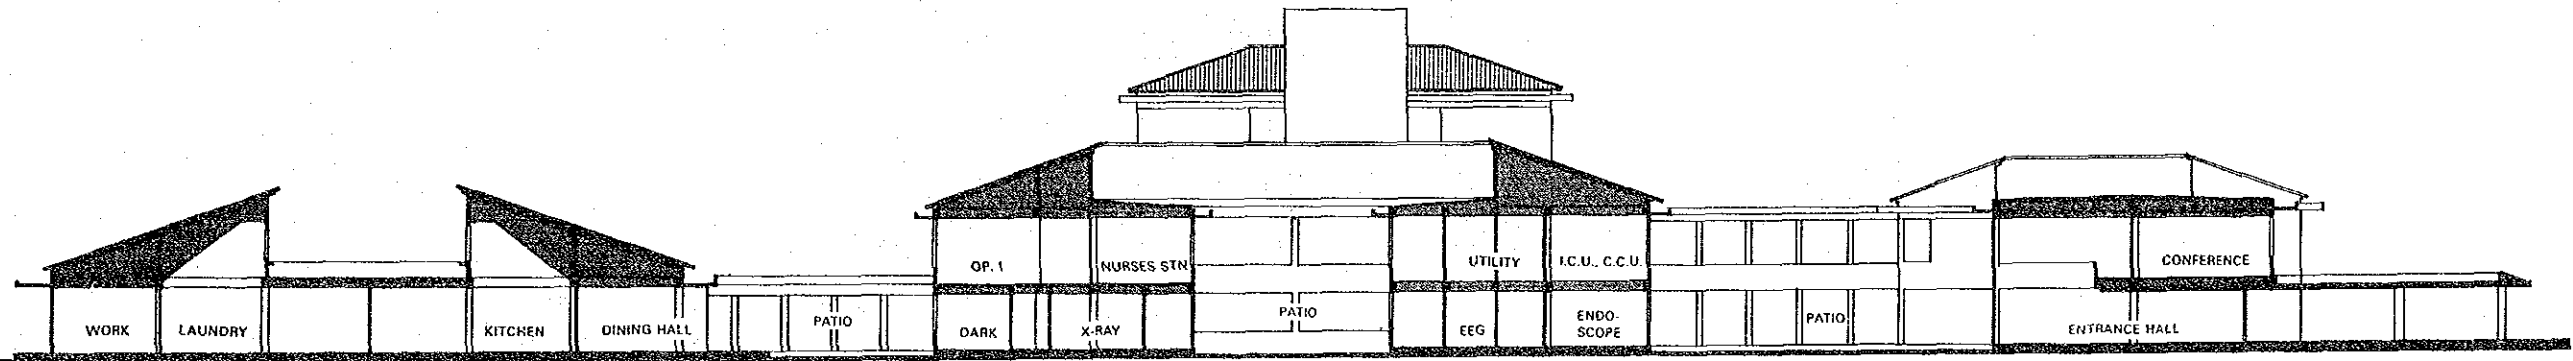 OP. 1
NURSES STN
UTILITY
I.C.U., C.C.U.
CONFERENCE
WORK
LAUNDRY
KITCHEN
DINING HALL
PATIO
DARK
X-RAY
PATIO
EEG
ENDO-
SCOPE
PATIO
ENTRANCE HALL